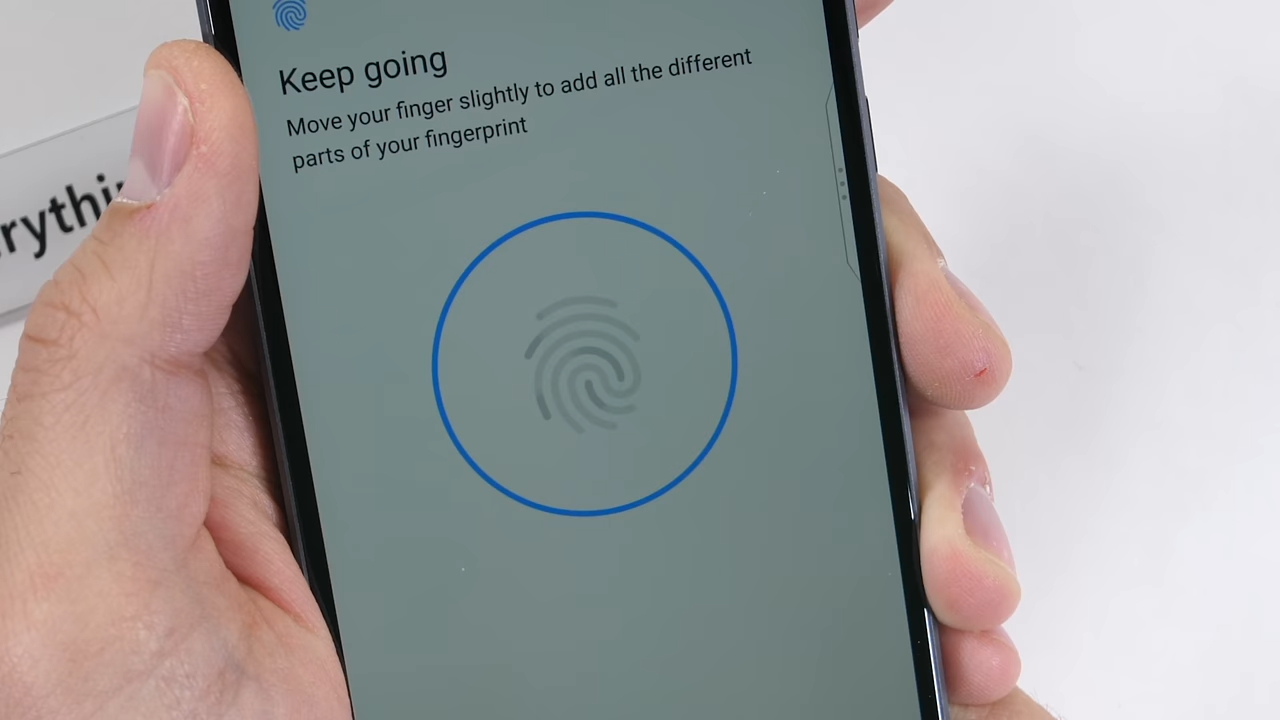 Keep going
Move your finger slightly to add all the different
parts of your fingerprint